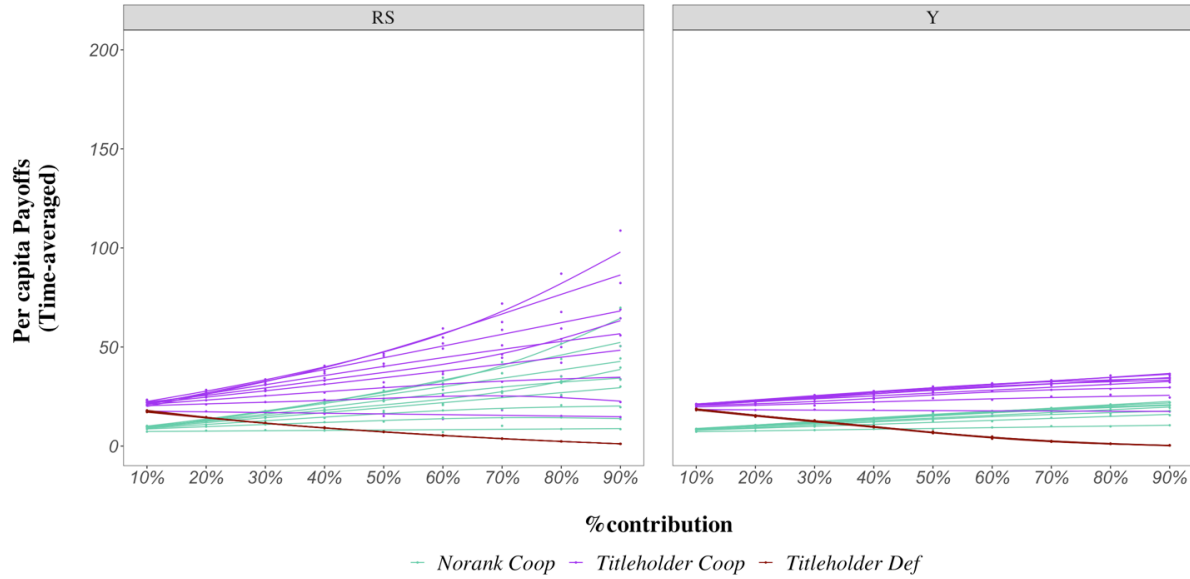 RS
Y
200
150
100
50
0
Per capita Payoffs
(Time-averaged)
10% 20% 30% 40% 50% 60% 70% 80% 90%
10% 20% 30% 40% 50% 60% 70% 80% 90%
%contribution
Norank Coop Titleholder Coop Titleholder Def